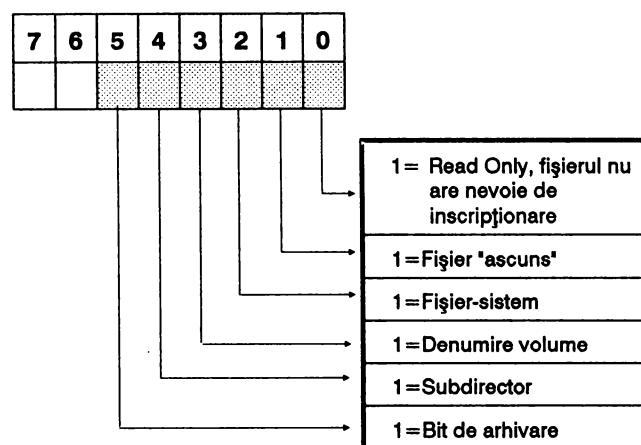 7 6 5 4 3 2 1 0
1= Read Only, fişierul nu
are nevoie de
inscripţionare
1=Fişier "ascuns"
1=Fişier-sistem
1=Denumire volume
1=Subdirector
1=Bit de arhivare